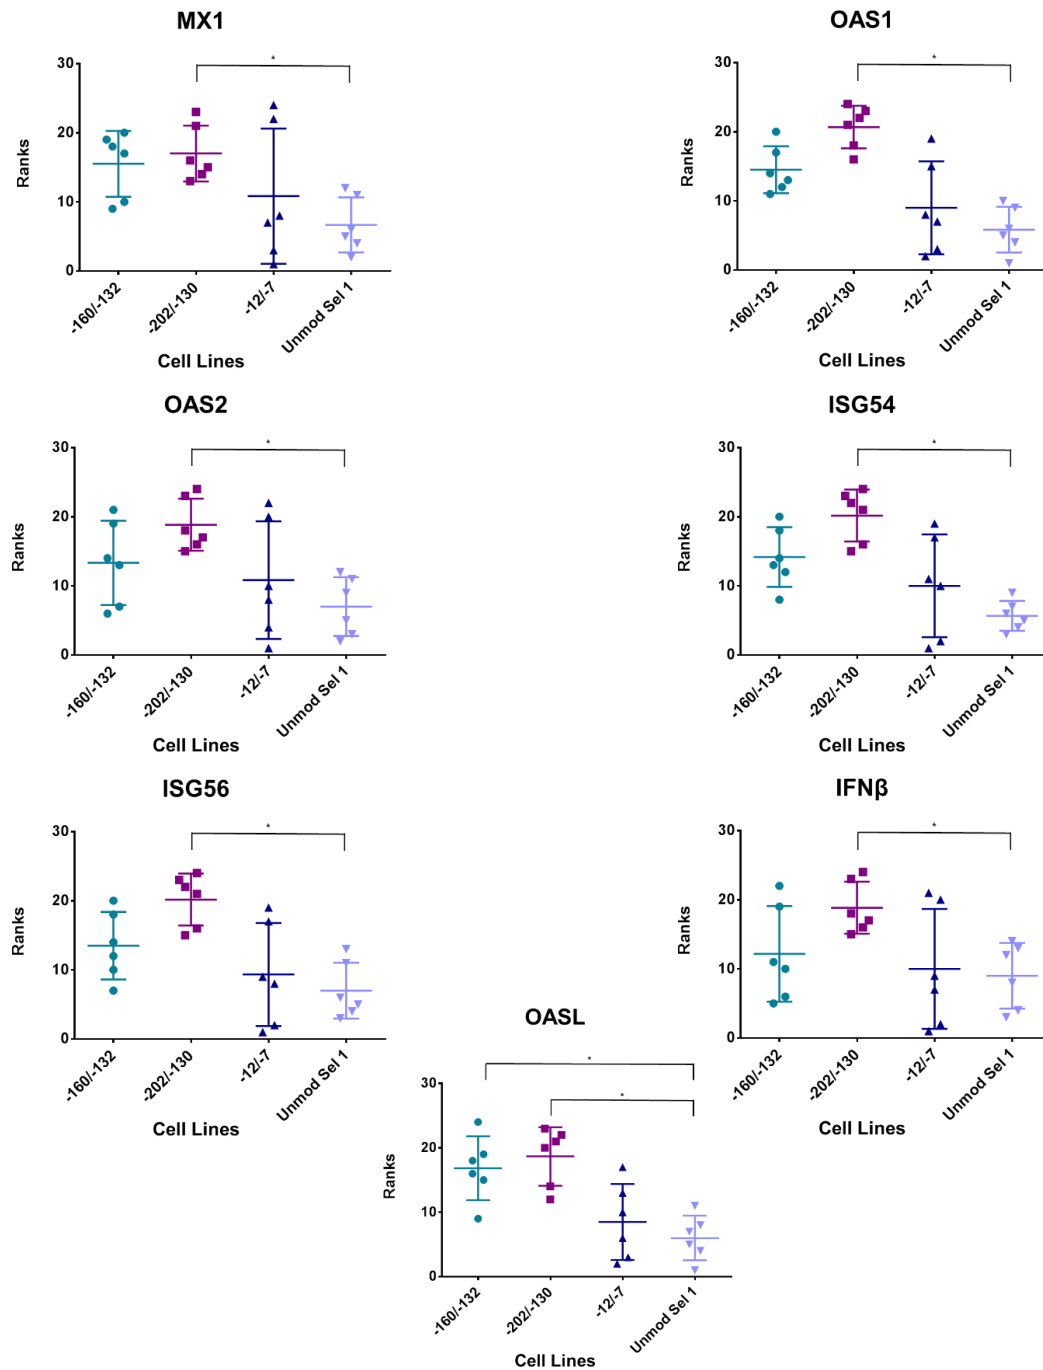 MX1
*
30
20
10
0
Ranks
-160/-132
-202/-130
-12/-7
Unmod Sel 1
Cell Lines
OAS1
*
30
20
10
0
Ranks
-160/-132
-202/-130
-12/-7
Unmod Sel 1
Cell Lines
OAS2
*
30
20
10
0
Ranks
-160/-132
-202/-130
-12/-7
Unmod Sel 1
Cell Lines
ISG54
*
30
20
10
0
Ranks
-160/-132
-202/-130
-12/-7
Unmod Sel 1
Cell Lines
ISG56
*
30
20
10
0
Ranks
-160/-132
-202/-130
-12/-7
Unmod Sel 1
Cell Lines
IFNβ
*
30
20
10
0
Ranks
-160/-132
-202/-130
-12/-7
Unmod Sel 1
Cell Lines
OASL
*
*
30
20
10
0
Ranks
-160/-132
-202/-130
-12/-7
Unmod Sel 1
Cell Lines